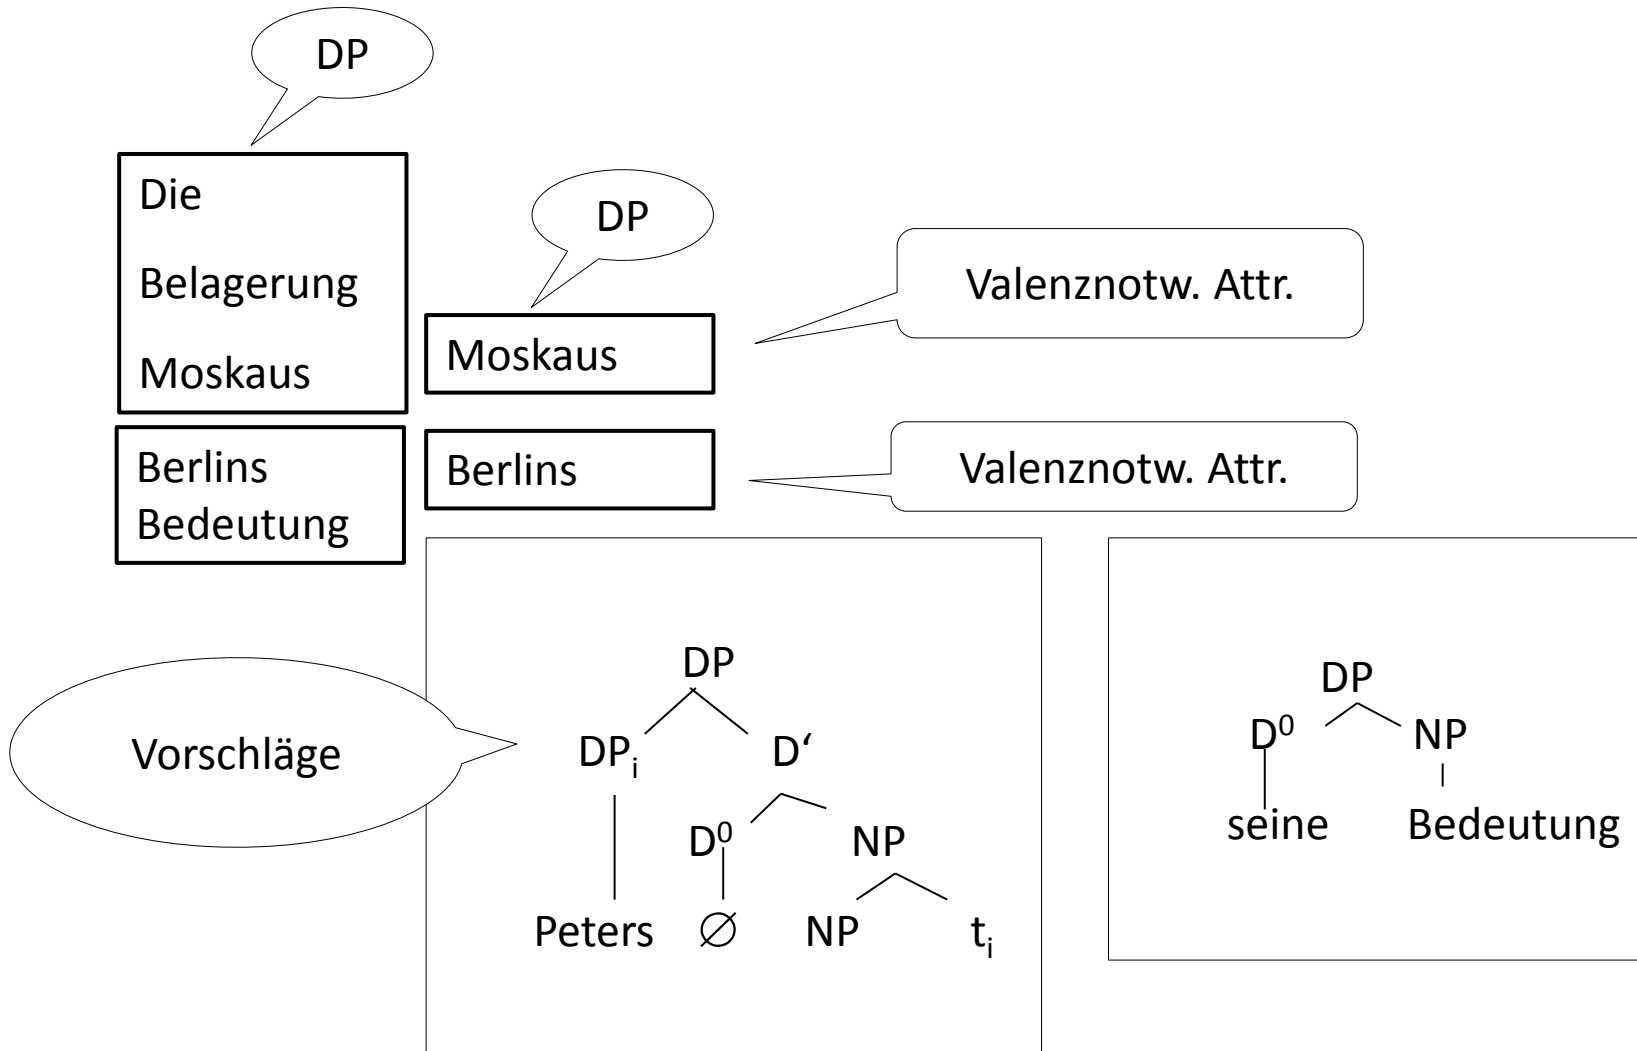 DP
Die
Belagerung
Moskaus
DP
Moskaus
Valenznotw. Attr.
Berlins
Bedeutung
Berlins
Valenznotw. Attr.
Vorschläge
DP
DPi D‘
D0 NP
Peters ∅ NP ti
DP
D0 NP
seine Bedeutung